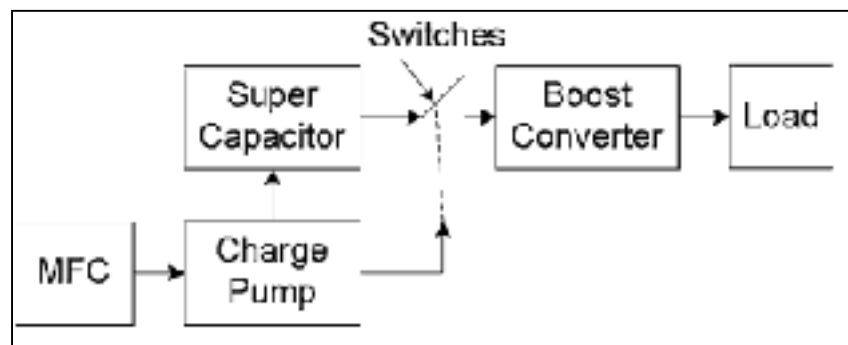 Switches
Super
Capacitor
Boost
Converter
Load
MFC
Charge
Pump